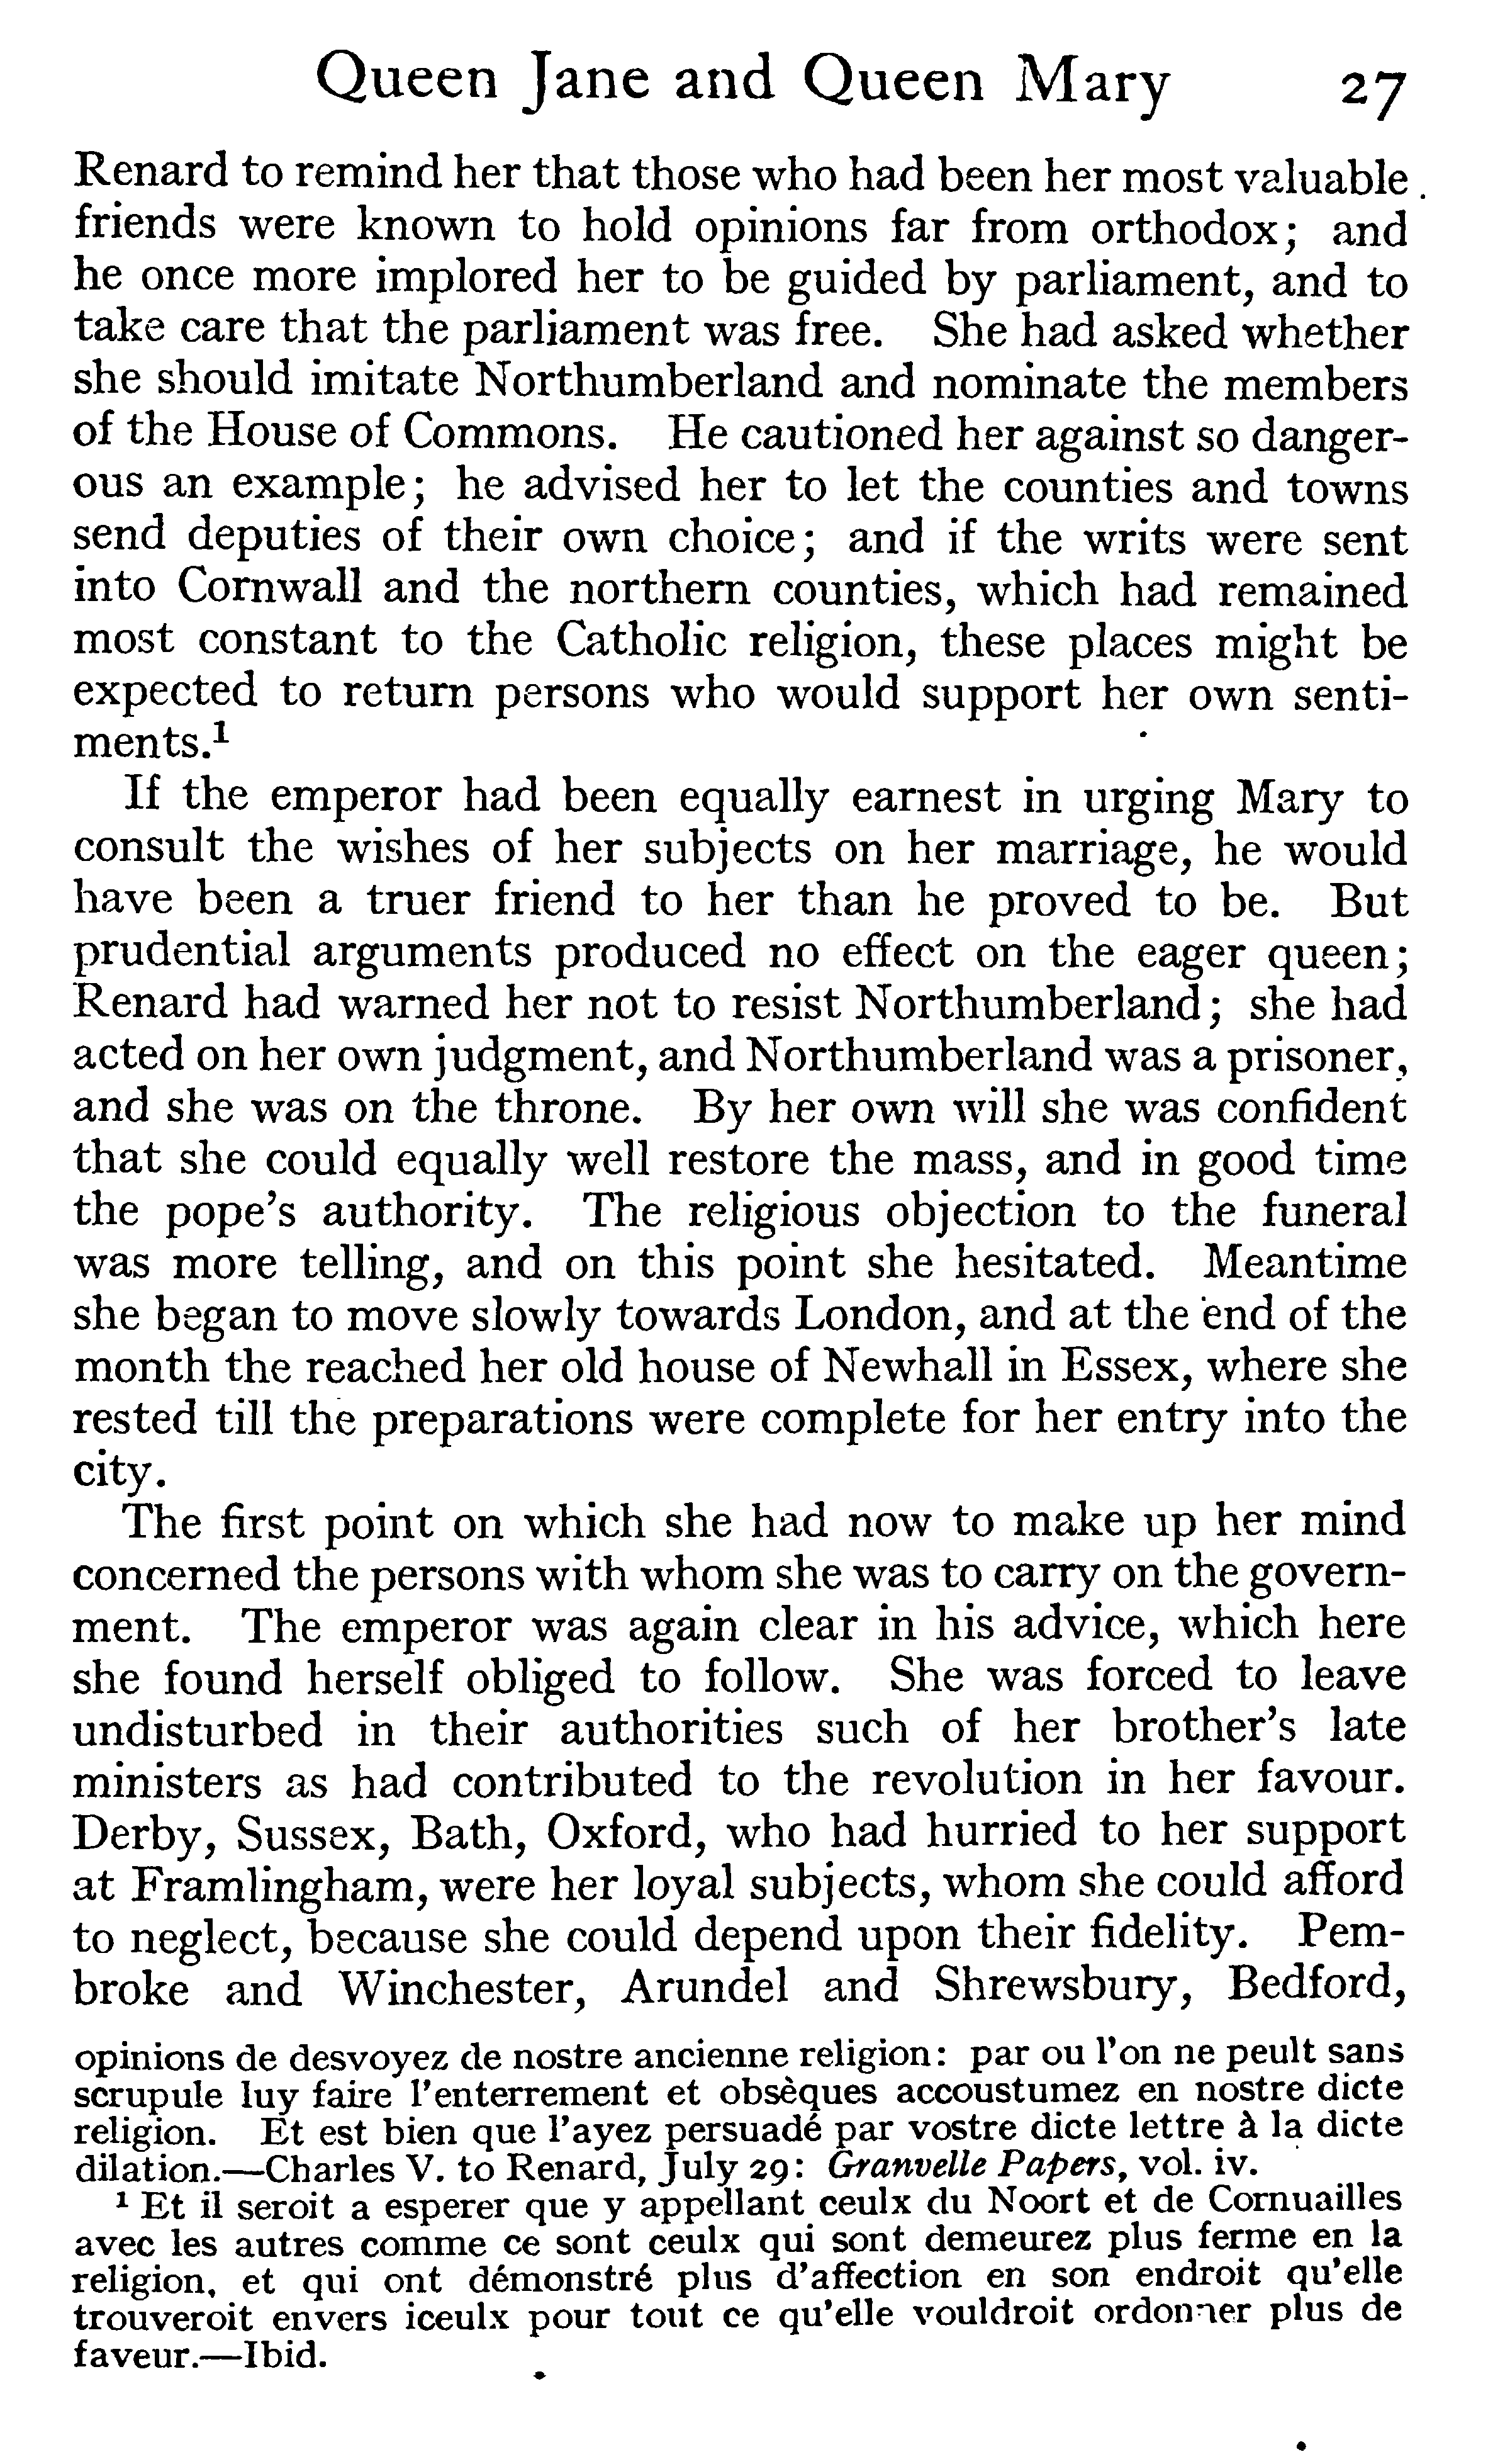 Queen Jane and Queen Mary 27
Renard to remind her that those who had been her most valuable
friends were known to hold opinions far from orthodox; and
he once more implored her to be guided by parliament, and to
take care that the parliament was free. She had asked whether
she should imitate Northumberland and nominate the members
of the House of Commons. He cautioned her against so danger-
ous an example; he advised her to let the counties and towns
send deputies of their own choice; and if the writs were sent
into Cornwall and the northern counties, which had remained
most constant to the Catholic religion, these places might be
expected to return persons who would support her own senti-
ments.¹
If the emperor had been equally earnest in urging Mary to
consult the wishes of her subjects on her marriage, he would
have been a truer friend to her than he proved to be. But
prudential arguments produced no effect on the eager queen;
Renard had warned her not to resist Northumberland; she had
acted on her own judgment, and Northumberland was a prisoner,
and she was on the throne. By her own will she was confident
that she could equally well restore the mass, and in good time
the pope's authority. The religious objection to the funeral
was more telling, and on this point she hesitated. Meantime
she began to move slowly towards London, and at the end of the
month the reached her old house of Newhall in Essex, where she
rested till the preparations were complete for her entry into the
city.
The first point on which she had now to make up her mind
concerned the persons with whom she was to carry on the govern-
ment. The emperor was again clear in his advice, which here
she found herself obliged to follow. She was forced to leave
undisturbed in their authorities such of her brother's late
ministers as had contributed to the revolution in her favour.
Derby, Sussex, Bath, Oxford, who had hurried to her support
at Framlingham, were her loyal subjects, whom she could afford
to neglect, because she could depend upon their fidelity. Pem-
broke and Winchester, Arundel and Shrewsbury, Bedford,
opinions de desvoyez de nostre ancienne religion: par ou l'on ne peult sans
scrupule luy faire l'enterrement et obsèques accoustumez en nostre dicte
religion. Et est bien que l'ayez persuadé par vostre dicte lettre à la dicte
dilation.—Charles V. to Renard, July 29: Granvelle Papers, vol. iv.
¹ Et il seroit a esperer que y appellant ceulx du Noort et de Cornuailles
avec les autres comme ce sont ceulx qui sont demeurez plus ferme en la
religion, et qui ont démonstré plus d'affection en son endroit qu'elle
trouveroit envers iceulx pour tout ce qu'elle vouldroit ordonner plus de
faveur.—Ibid.